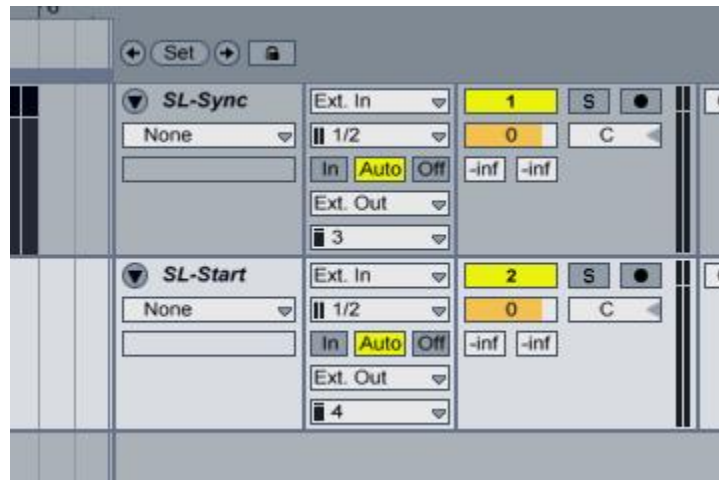 Set
SL-Sync Ext. In 1 S
None 1/2 0 C
In Auto Off -inf -inf
Ext. Out
3
SL-Start Ext. In 2 S
None 1/2 0 C
In Auto Off -inf -inf
Ext. Out
4